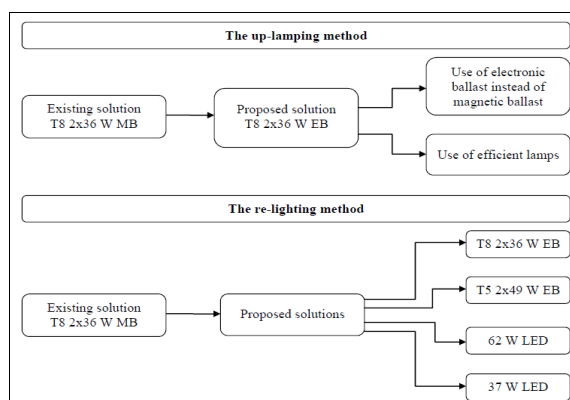 The up-lamping method
Existing solution
T8 2x36 W MB
Proposed solution
T8 2x36 W EB
Use of electronic
ballast instead of
magnetic ballast
Use of efficient lamps
The re-lighting method
Existing solution
T8 2x36 W MB
Proposed solutions
T8 2x36 W EB
T5 2x49 W EB
62 W LED
37 W LED